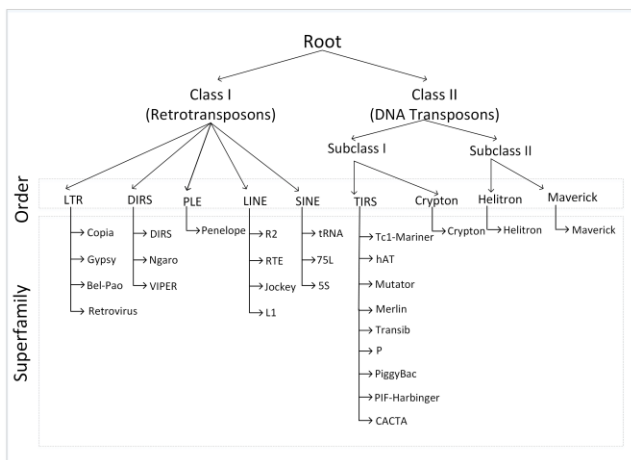 Root
Class I
(Retrotransposons)
Class II
(DNA Transposons)
Subclass I
Subclass II
Order
LTR
DIRS
PLE
LINE
SINE
TIRS
Crypton
Helitron
Maverick
Superfamily
Copia
Gypsy
Bel-Pao
Retrovirus
DIRS
Ngaro
VIPER
Penelope
R2
RTE
Jockey
L1
tRNA
75L
5S
Tc1-Mariner
hAT
Mutator
Merlin
Transib
P
PiggyBac
PIF-Harbinger
CACTA
Crypton
Helitron
Maverick